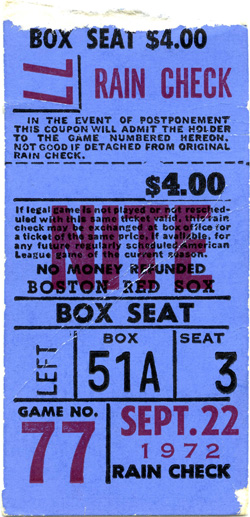 BOX SEAT $4.00
77
RAIN CHECK
IN THE EVENT OF POSTPONEMENT
THIS COUPON WILL ADMIT THE HOLDER
TO THE GAME NUMBERED HEREON.
NOT GOOD IF DETACHED FROM ORIGINAL
RAIN CHECK.
$4.00
If legal game is not played or not resched-
uled with this same ticket valid, this rain
check may be exchanged at box office for
a ticket of the same price, if available, for
any future regularly scheduled American
League game of the current season.
NO MONEY REFUNDED
BOSTON RED SOX
BOX SEAT
LEFT
BOX
51A
SEAT
3
GAME NO.
77
SEPT. 22
1972
RAIN CHECK